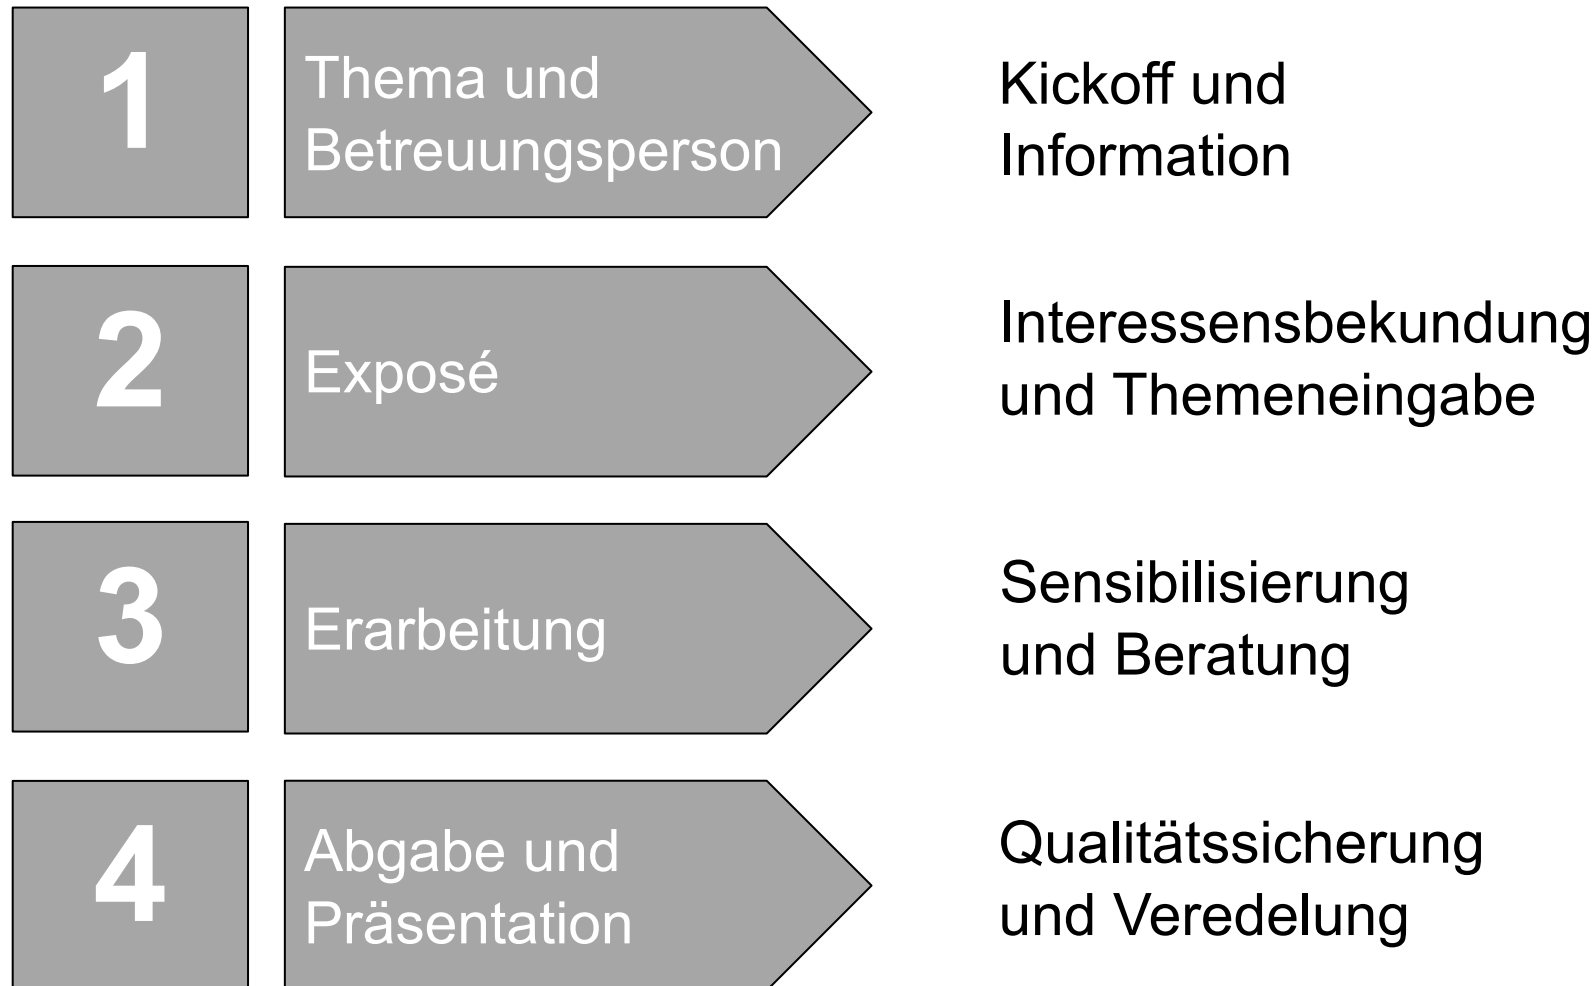 1
Thema und
Betreuungsperson
Kickoff und
Information
2
Exposé
Interessensbekundung
und Themeneingabe
3
Erarbeitung
Sensibilisierung
und Beratung
4
Abgabe und
Präsentation
Qualitätssicherung
und Veredelung